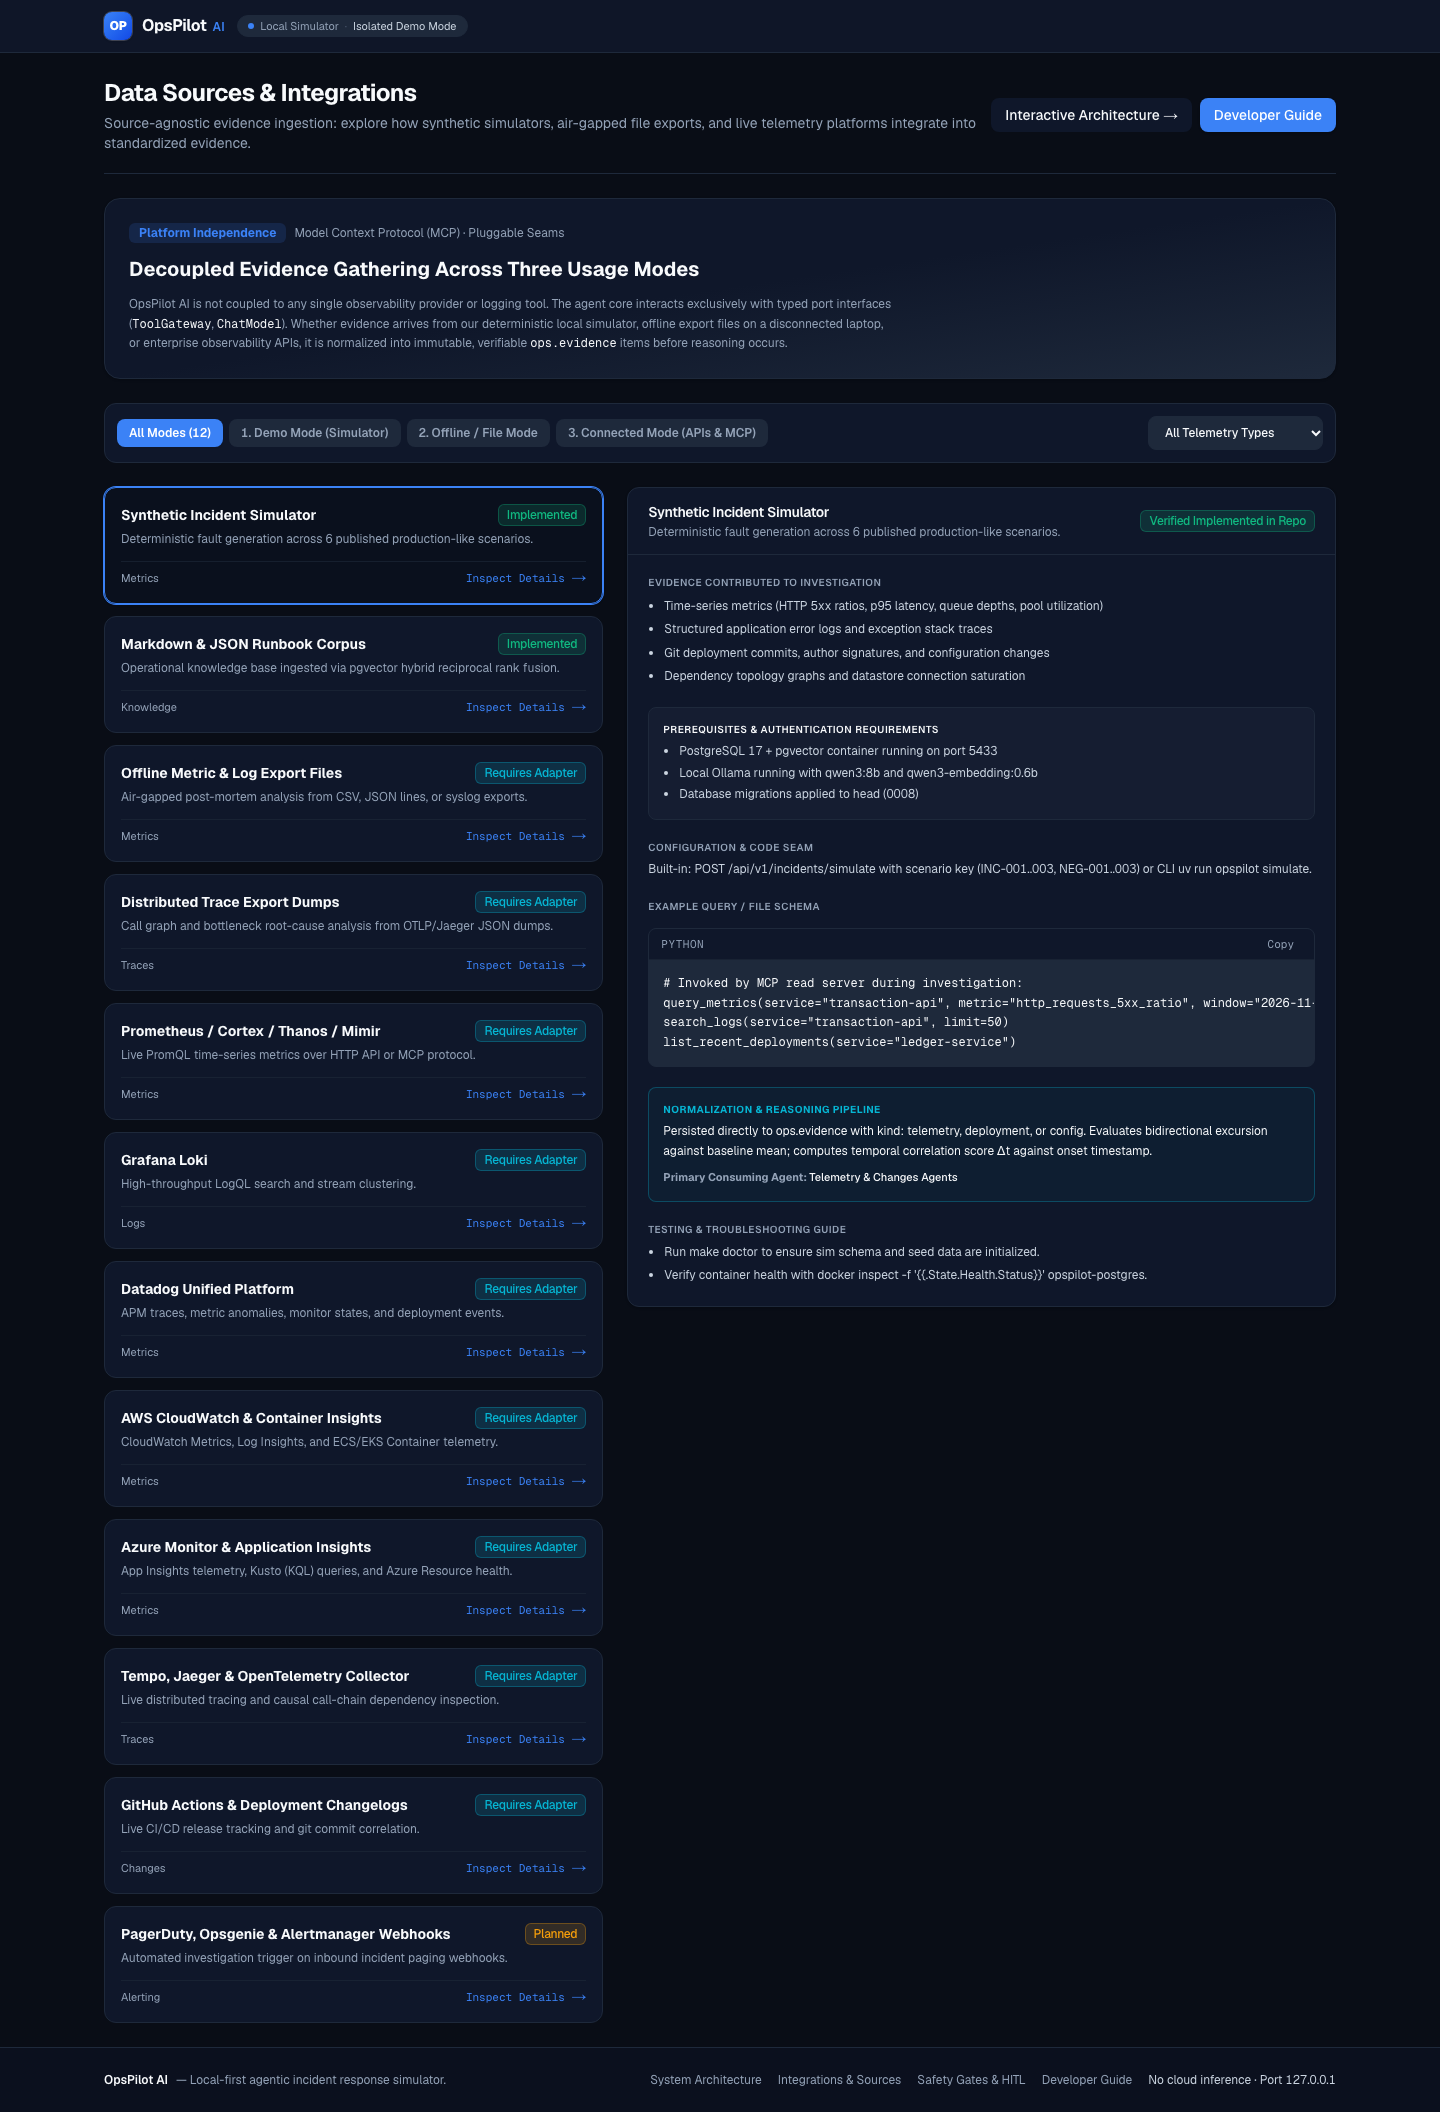 OP OpsPilot AI Local Simulator · Isolated Demo Mode
Data Sources & Integrations
Source-agnostic evidence ingestion: explore how synthetic simulators, air-gapped file exports, and live telemetry platforms integrate into
standardized evidence.
Interactive Architecture →
Developer Guide
Platform Independence Model Context Protocol (MCP) · Pluggable Seams
Decoupled Evidence Gathering Across Three Usage Modes
OpsPilot AI is not coupled to any single observability provider or logging tool. The agent core interacts exclusively with typed port interfaces
(ToolGateway, ChatModel). Whether evidence arrives from our deterministic local simulator, offline export files on a disconnected laptop,
or enterprise observability APIs, it is normalized into immutable, verifiable ops.evidence items before reasoning occurs.
All Modes (12) 1. Demo Mode (Simulator) 2. Offline / File Mode 3. Connected Mode (APIs & MCP) All Telemetry Types
Synthetic Incident Simulator Implemented
Deterministic fault generation across 6 published production-like scenarios.
Metrics Inspect Details →
Markdown & JSON Runbook Corpus Implemented
Operational knowledge base ingested via pgvector hybrid reciprocal rank fusion.
Knowledge Inspect Details →
Offline Metric & Log Export Files Requires Adapter
Air-gapped post-mortem analysis from CSV, JSON lines, or syslog exports.
Metrics Inspect Details →
Distributed Trace Export Dumps Requires Adapter
Call graph and bottleneck root-cause analysis from OTLP/Jaeger JSON dumps.
Traces Inspect Details →
Prometheus / Cortex / Thanos / Mimir Requires Adapter
Live PromQL time-series metrics over HTTP API or MCP protocol.
Metrics Inspect Details →
Grafana Loki Requires Adapter
High-throughput LogQL search and stream clustering.
Logs Inspect Details →
Datadog Unified Platform Requires Adapter
APM traces, metric anomalies, monitor states, and deployment events.
Metrics Inspect Details →
AWS CloudWatch & Container Insights Requires Adapter
CloudWatch Metrics, Log Insights, and ECS/EKS Container telemetry.
Metrics Inspect Details →
Azure Monitor & Application Insights Requires Adapter
App Insights telemetry, Kusto (KQL) queries, and Azure Resource health.
Metrics Inspect Details →
Tempo, Jaeger & OpenTelemetry Collector Requires Adapter
Live distributed tracing and causal call-chain dependency inspection.
Traces Inspect Details →
GitHub Actions & Deployment Changelogs Requires Adapter
Live CI/CD release tracking and git commit correlation.
Changes Inspect Details →
PagerDuty, Opsgenie & Alertmanager Webhooks Planned
Automated investigation trigger on inbound incident paging webhooks.
Alerting Inspect Details →
Synthetic Incident Simulator
Deterministic fault generation across 6 published production-like scenarios.
Verified Implemented in Repo
EVIDENCE CONTRIBUTED TO INVESTIGATION
• Time-series metrics (HTTP 5xx ratios, p95 latency, queue depths, pool utilization)
• Structured application error logs and exception stack traces
• Git deployment commits, author signatures, and configuration changes
• Dependency topology graphs and datastore connection saturation
PREREQUISITES & AUTHENTICATION REQUIREMENTS
• PostgreSQL 17 + pgvector container running on port 5433
• Local Ollama running with qwen3:8b and qwen3-embedding:0.6b
• Database migrations applied to head (0008)
CONFIGURATION & CODE SEAM
Built-in: POST /api/v1/incidents/simulate with scenario key (INC-001..003, NEG-001..003) or CLI uv run opspilot simulate.
EXAMPLE QUERY / FILE SCHEMA
PYTHON Copy
# Invoked by MCP read server during investigation:
query_metrics(service="transaction-api", metric="http_requests_5xx_ratio", window="2026-11-
search_logs(service="transaction-api", limit=50)
list_recent_deployments(service="ledger-service")
NORMALIZATION & REASONING PIPELINE
Persisted directly to ops.evidence with kind: telemetry, deployment, or config. Evaluates bidirectional excursion
against baseline mean; computes temporal correlation score Δt against onset timestamp.
Primary Consuming Agent: Telemetry & Changes Agents
TESTING & TROUBLESHOOTING GUIDE
• Run make doctor to ensure sim schema and seed data are initialized.
• Verify container health with docker inspect -f '{{.State.Health.Status}}' opspilot-postgres.
OpsPilot AI — Local-first agentic incident response simulator.
System Architecture Integrations & Sources Safety Gates & HITL Developer Guide No cloud inference · Port 127.0.0.1